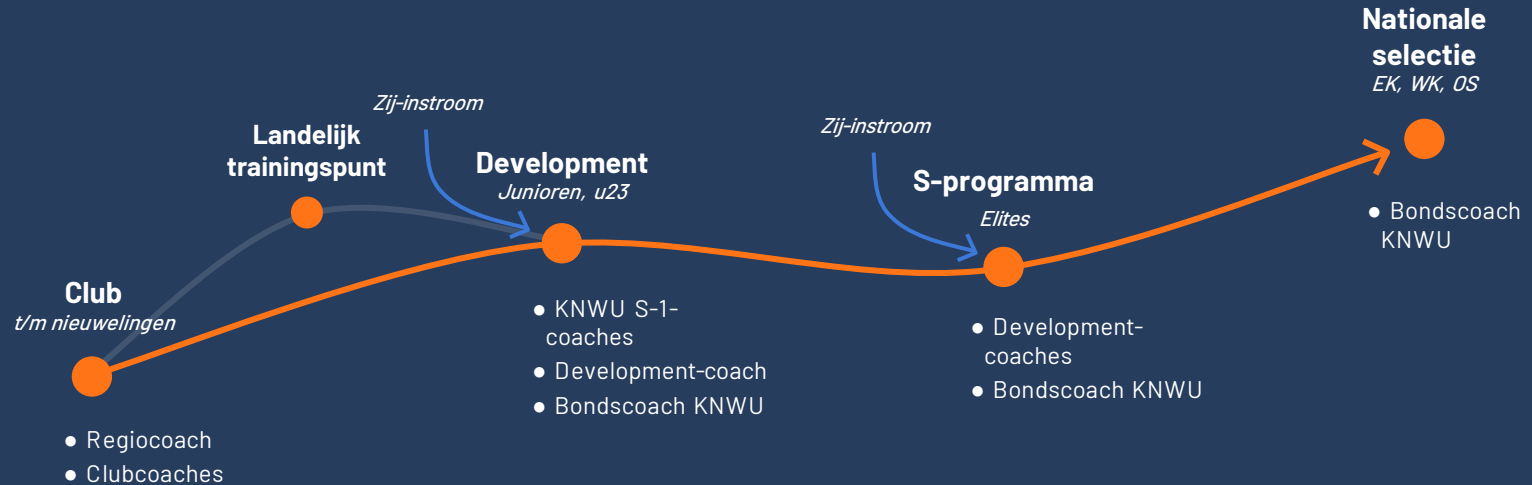 Club
t/m nieuwelingen
● Regiocoach
● Clubcoaches
Landelijk
trainingspunt
Zij-instroom
Development
Junioren, u23
● KNWU S-1-
coaches
● Development-coach
● Bondscoach KNWU
Zij-instroom
S-programma
Elites
● Development-
coaches
● Bondscoach KNWU
Nationale
selectie
EK, WK, OS
● Bondscoach
KNWU